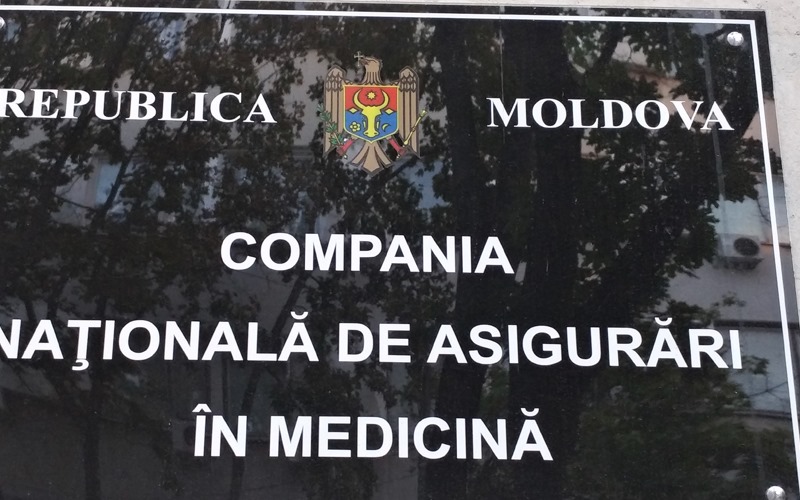 REPUBLICA MOLDOVA
COMPANIA
NAŢIONALĂ DE ASIGURĂRI
ÎN MEDICINĂ